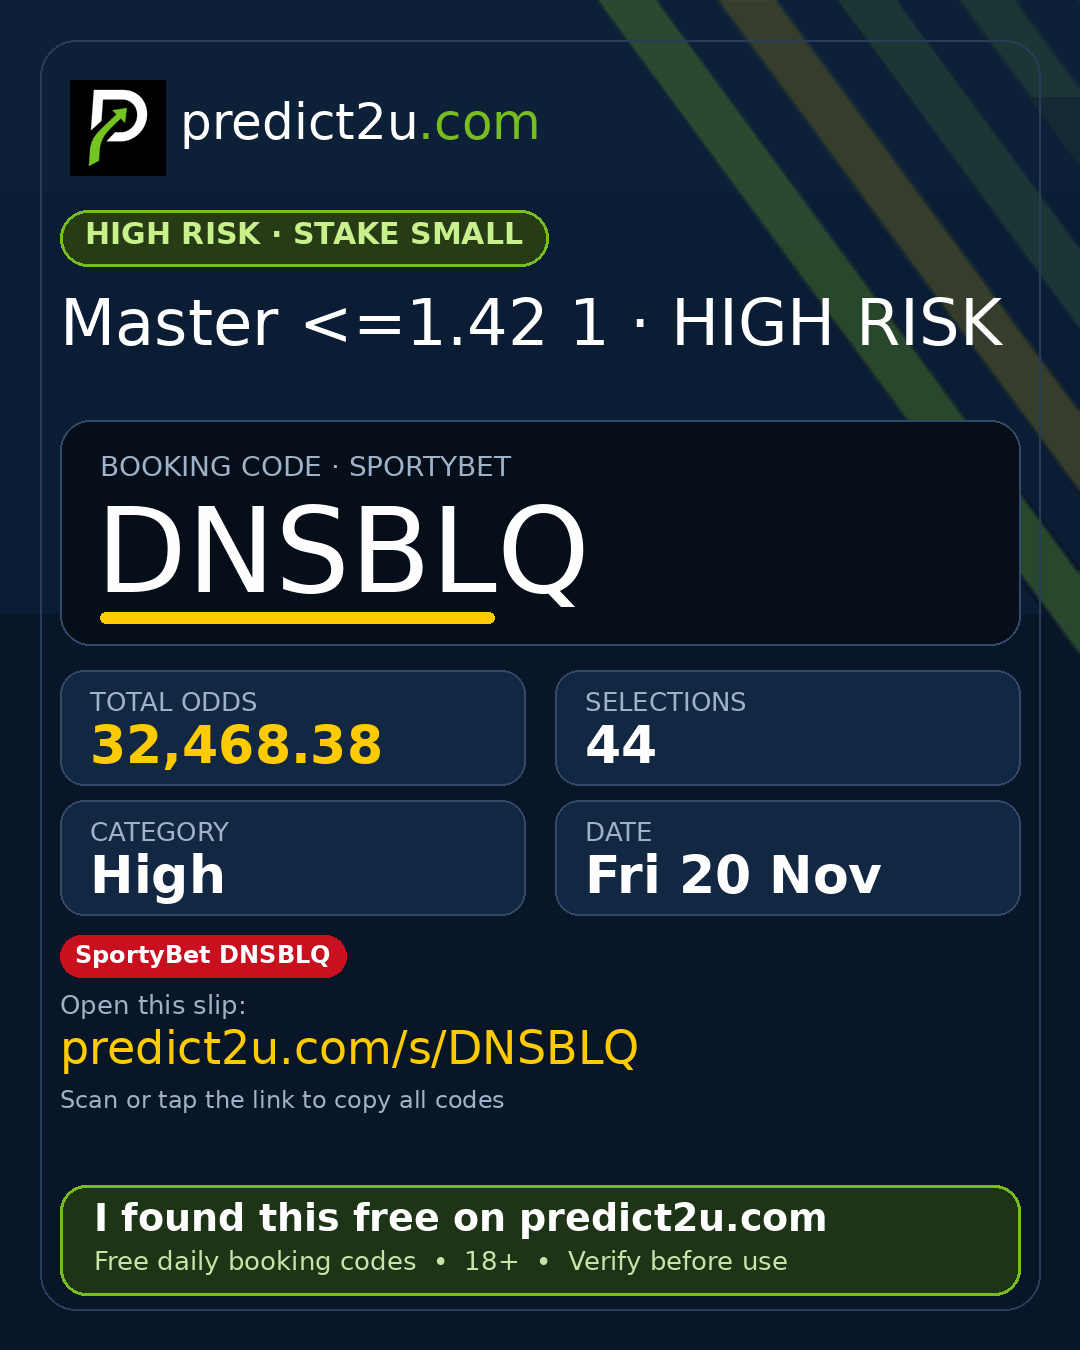 predict2u.com
HIGH RISK · STAKE SMALL
Master <=1.42 1 · HIGH RISK
BOOKING CODE · SPORTYBET
DNSBLQ
TOTAL ODDS
32,468.38
SELECTIONS
44
CATEGORY
High
DATE
Fri 20 Nov
SportyBet DNSBLQ
Open this slip:
predict2u.com/s/DNSBLQ
Scan or tap the link to copy all codes
I found this free on predict2u.com
Free daily booking codes • 18+ • Verify before use